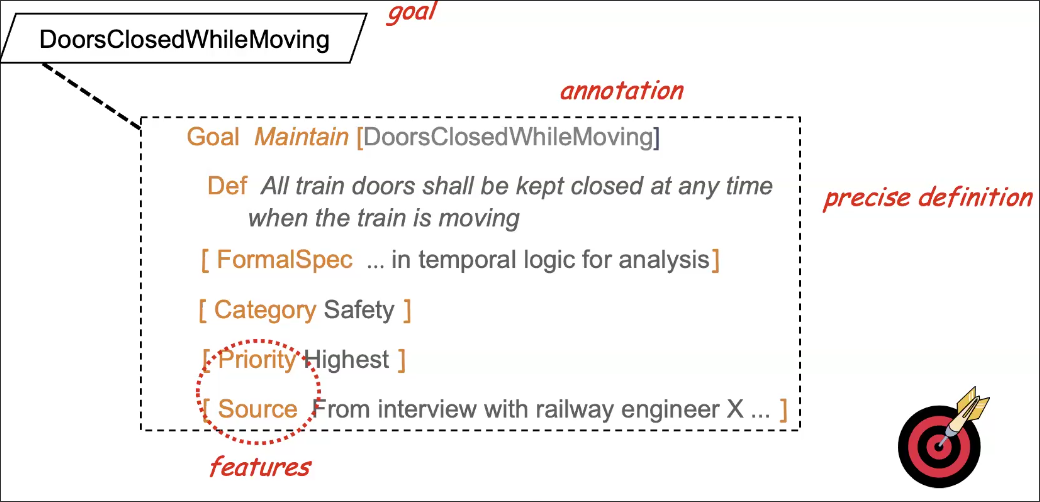 goal
DoorsClosedWhileMoving
annotation
Goal Maintain [DoorsClosedWhileMoving]
Def All train doors shall be kept closed at any time
when the train is moving
precise definition
[ FormalSpec ... in temporal logic for analysis]
[ Category Safety ]
[ Priority Highest ]
[ Source From interview with railway engineer X ... ]
features